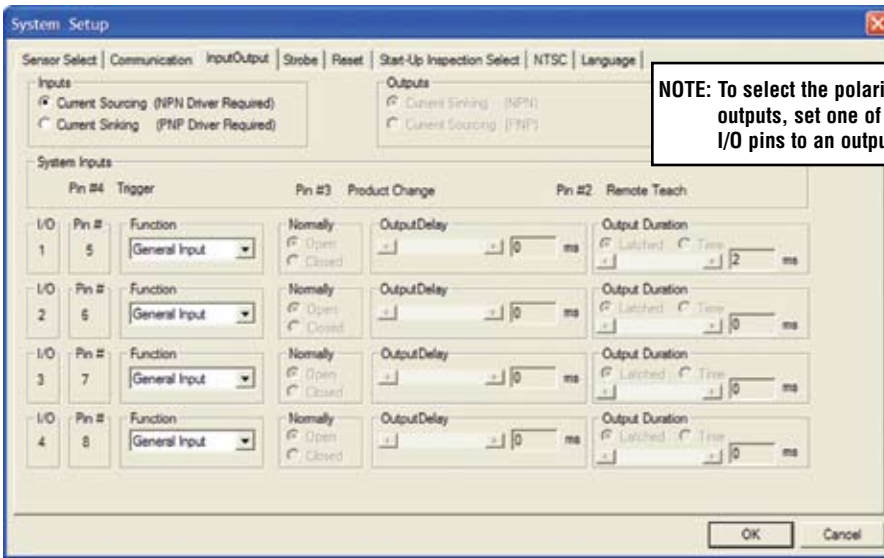 System Setup
Sensor Select Communication InputOutput Strobe Reset Start-Up Inspection Select NTSC Language
NOTE: To select the polari
outputs, set one of
I/O pins to an outpu
Inputs
Current Sourcing (NPN Driver Required)
Current Sinking (PNP Driver Required)
Outputs
Current Sinking (NPN)
Current Sourcing (PNP)
System Inputs
Pin #4 Trigger Pin #3 Product Change Pin #2 Remote Teach
I/O Pin # Function Normally OutputDelay Output Duration
1 5 General Input Open Closed 0 ms Latched Time 2 ms
I/O Pin # Function Normally OutputDelay Output Duration
2 6 General Input Open Closed 0 ms Latched Time 0 ms
I/O Pin # Function Normally OutputDelay Output Duration
3 7 General Input Open Closed 0 ms Latched Time 0 ms
I/O Pin # Function Normally OutputDelay Output Duration
4 8 General Input Open Closed 0 ms Latched Time 0 ms
OK Cancel